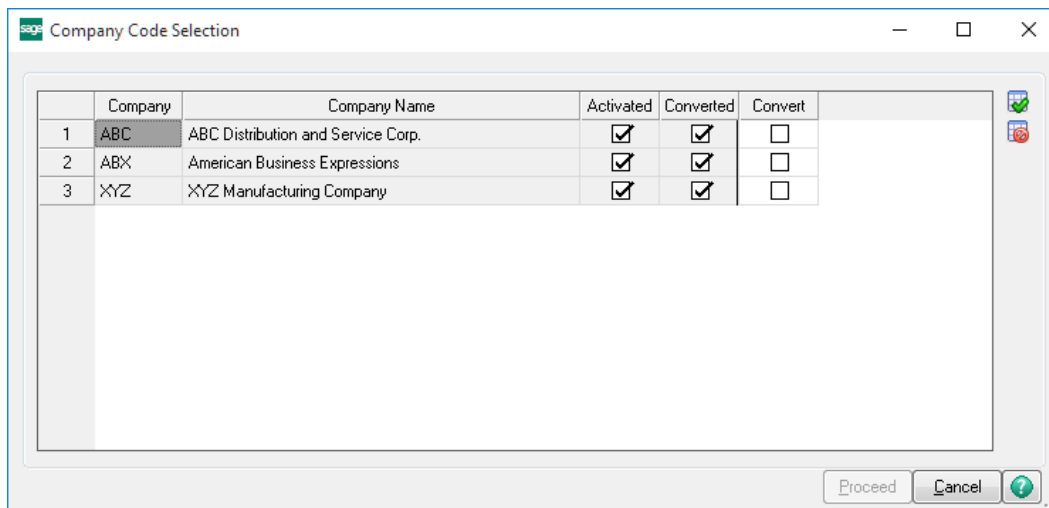 sage Company Code Selection
Company Company Name Activated Converted Convert
1 ABC ABC Distribution and Service Corp.
2 ABX American Business Expressions
3 XYZ XYZ Manufacturing Company
Proceed Cancel ?